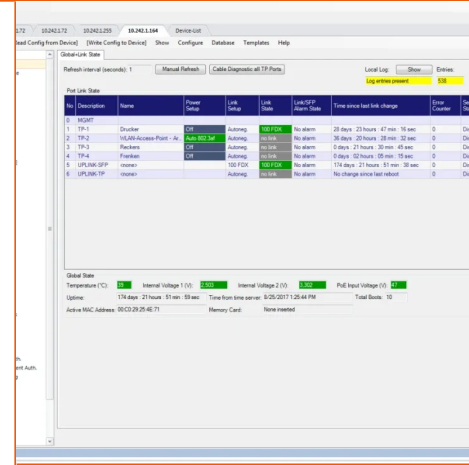 1.72 10.242.1.72 10.242.1.255 10.242.1.164 Device-List
ead Config from Device] [Write Config to Device] Show Configure Database Templates Help
Global+Link State
Refresh interval (seconds): 1 Manual Refresh Cable Diagnostic all TP Ports Local Log: Show Entries:
Log entries present 538
Port Link State
No Description Name Power Setup Link Setup Link State Link/SFP Alarm State Time since last link change Error Counter
0 MGMT
1 TP-1 Drucker Off Autoneg. 100 FDX No alarm 28 days : 23 hours : 47 min : 16 sec 0
2 TP-2 WLAN-Access-Point - Ar... Auto 802.3af Autoneg. no link No alarm 36 days : 20 hours : 28 min : 32 sec 0
3 TP-3 Reckers Off Autoneg. no link No alarm 0 days : 21 hours : 30 min : 45 sec 0
4 TP-4 Frenken Off Autoneg. no link No alarm 0 days : 02 hours : 05 min : 15 sec 0
5 UPLINK-SFP <none> 100 FDX 100 FDX No alarm 174 days : 21 hours : 51 min : 38 sec 0
6 UPLINK-TP <none> Autoneg. no link No alarm No change since last reboot 0
Global State
Temperature (°C): 39 Internal Voltage 1 (V): 2,503 Internal Voltage 2 (V): 3,302 PoE Input Voltage (V): 47
Uptime: 174 days : 21 hours : 51 min : 59 sec Time from time server: 8/25/2017 1:25:44 PM Total Boots: 10
Active MAC Address: 00:C0:29:25:4E:71 Memory Card: None inserted
th.
ent Auth.